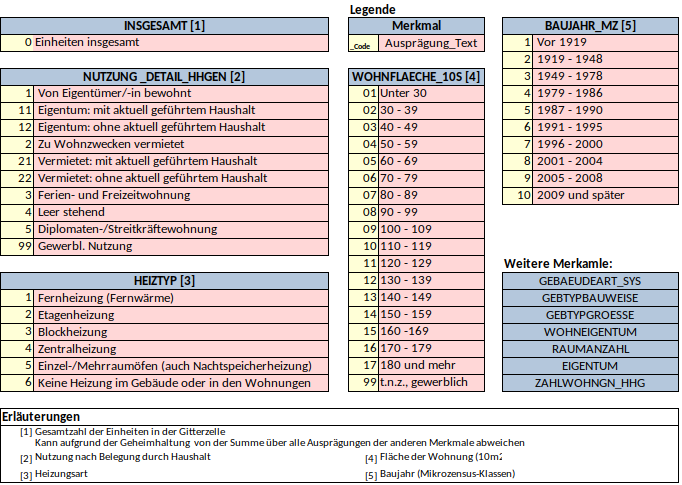 Legende
INSGESAMT [1]
0 Einheiten insgesamt
Merkmal
_Code Ausprägung_Text
BAUJAHR_MZ [5]
1 Vor 1919
2 1919 - 1948
3 1949 - 1978
4 1979 - 1986
5 1987 - 1990
6 1991 - 1995
7 1996 - 2000
8 2001 - 2004
9 2005 - 2008
10 2009 und später
NUTZUNG _DETAIL_HHGEN [2]
1 Von Eigentümer/-in bewohnt
11 Eigentum: mit aktuell geführtem Haushalt
12 Eigentum: ohne aktuell geführtem Haushalt
2 Zu Wohnzwecken vermietet
21 Vermietet: mit aktuell geführtem Haushalt
22 Vermietet: ohne aktuell geführtem Haushalt
3 Ferien- und Freizeitwohnung
4 Leer stehend
5 Diplomaten-/Streitkräftewohnung
99 Gewerbl. Nutzung
WOHNFLAECHE_10S [4]
01 Unter 30
02 30 - 39
03 40 - 49
04 50 - 59
05 60 - 69
06 70 - 79
07 80 - 89
08 90 - 99
09 100 - 109
10 110 - 119
11 120 - 129
12 130 - 139
13 140 - 149
14 150 - 159
15 160 -169
16 170 - 179
17 180 und mehr
99 t.n.z., gewerblich
HEIZTYP [3]
1 Fernheizung (Fernwärme)
2 Etagenheizung
3 Blockheizung
4 Zentralheizung
5 Einzel-/Mehrraumöfen (auch Nachtspeicherheizung)
6 Keine Heizung im Gebäude oder in den Wohnungen
Weitere Merkamle:
GEBAEUDEART_SYS
GEBTYPBAUWEISE
GEBTYPGROESSE
WOHNEIGENTUM
RAUMANZAHL
EIGENTUM
ZAHLWOHNGN_HHG
Erläuterungen
[1] Gesamtzahl der Einheiten in der Gitterzelle
Kann aufgrund der Geheimhaltung von der Summe über alle Ausprägungen der anderen Merkmale abweichen
[2] Nutzung nach Belegung durch Haushalt
[4] Fläche der Wohnung (10m2
[3] Heizungsart
[5] Baujahr (Mikrozensus-Klassen)